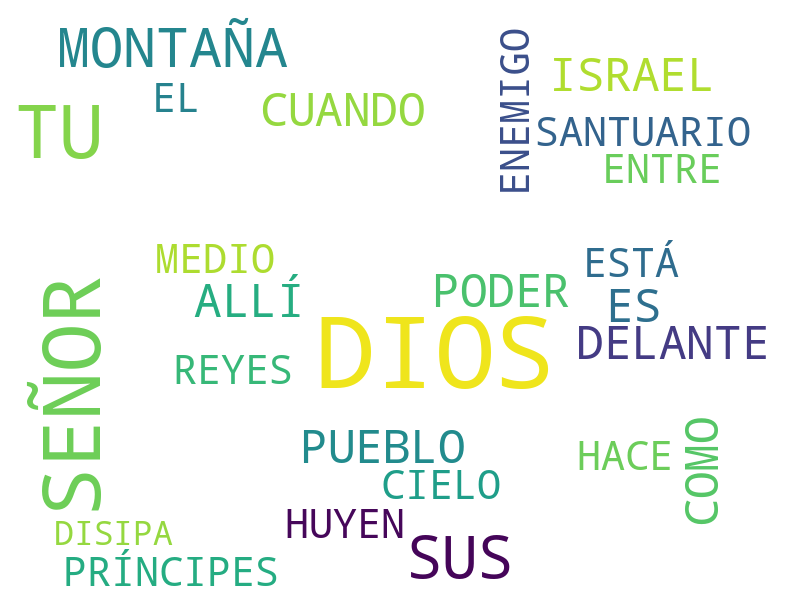 MONTAÑA
EL
TU
CUANDO
ENEMIGO
ISRAEL
SANTUARIO
ENTRE
MEDIO
ALLÍ
PODER
ESTÁ
ES
DELANTE
DIOS
REYES
SEÑOR
PUEBLO
CIELO
HACE
COMO
HUYEN
SUS
DISIPA
PRÍNCIPES